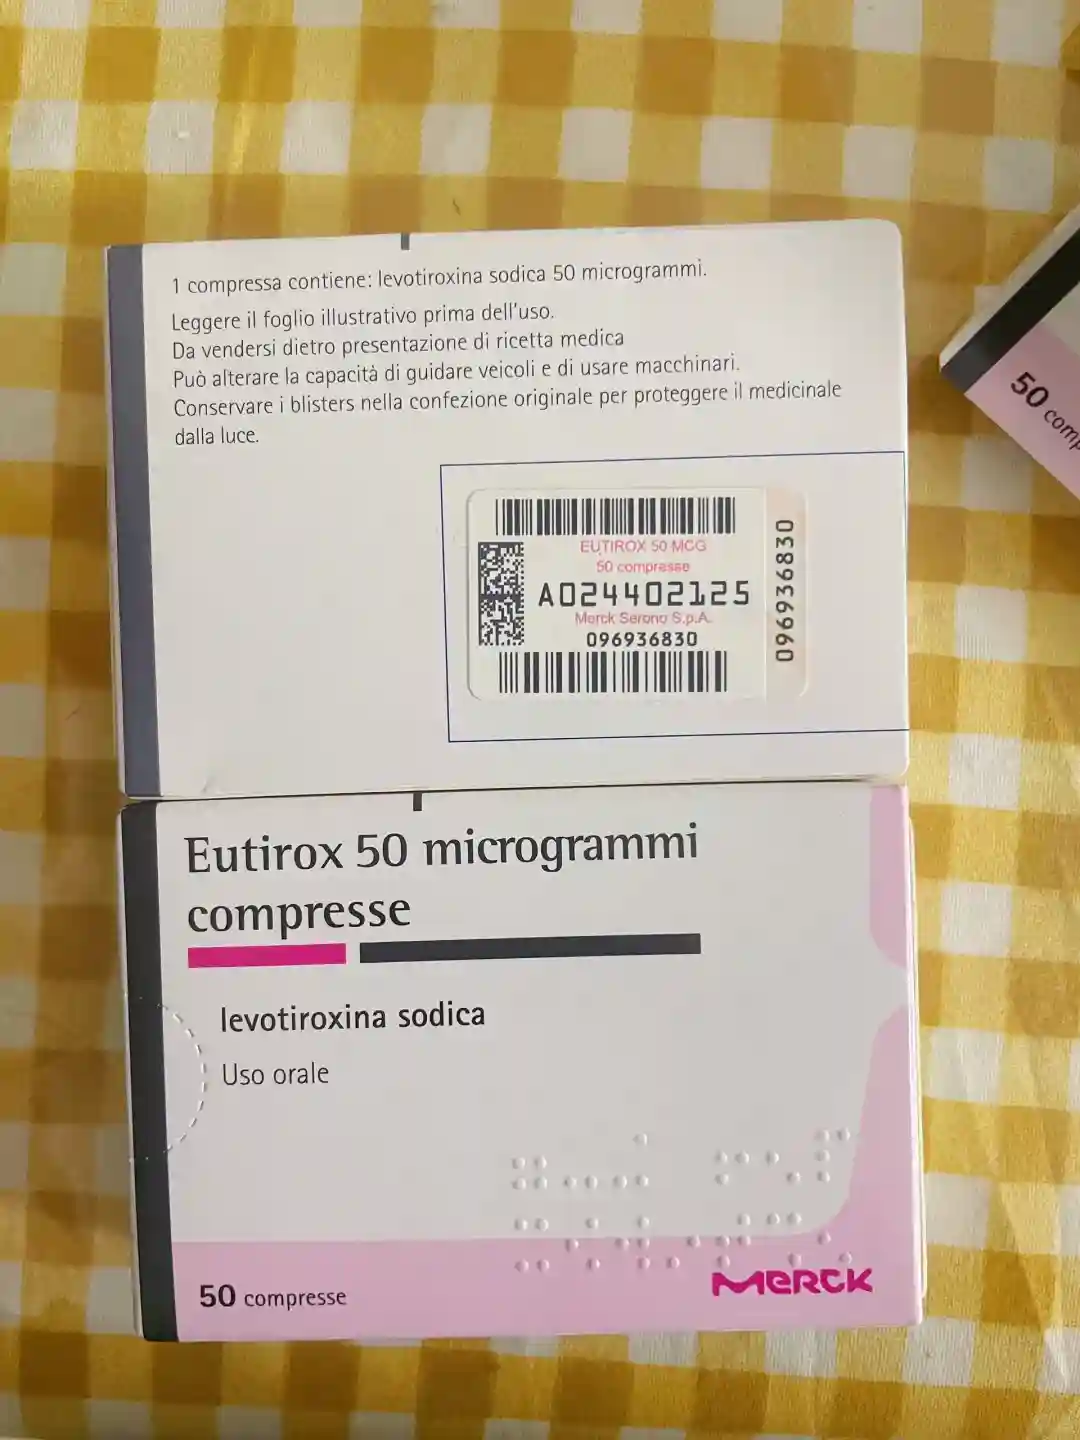 1 compressa contiene: levotiroxina sodica 50 microgrammi.
Leggere il foglio illustrativo prima dell'uso.
Da vendersi dietro presentazione di ricetta medica
Può alterare la capacità di guidare veicoli e di usare macchinari.
Conservare i blisters nella confezione originale per proteggere il medicinale
dalla luce.
EUTIROX 50 MCG
50 compresse
A024402125
Merck Serono S.p.A.
096936830
096936830
50 comp
Eutirox 50 microgrammi
compresse
levotiroxina sodica
Uso orale
50 compresse
MERCK